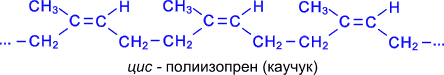 CH₃ H CH₃ H CH₃ H
C=C C=C C=C
... –CH₂ CH₂–CH₂ CH₂–CH₂ CH₂–...
цис - полиизопрен (каучук)